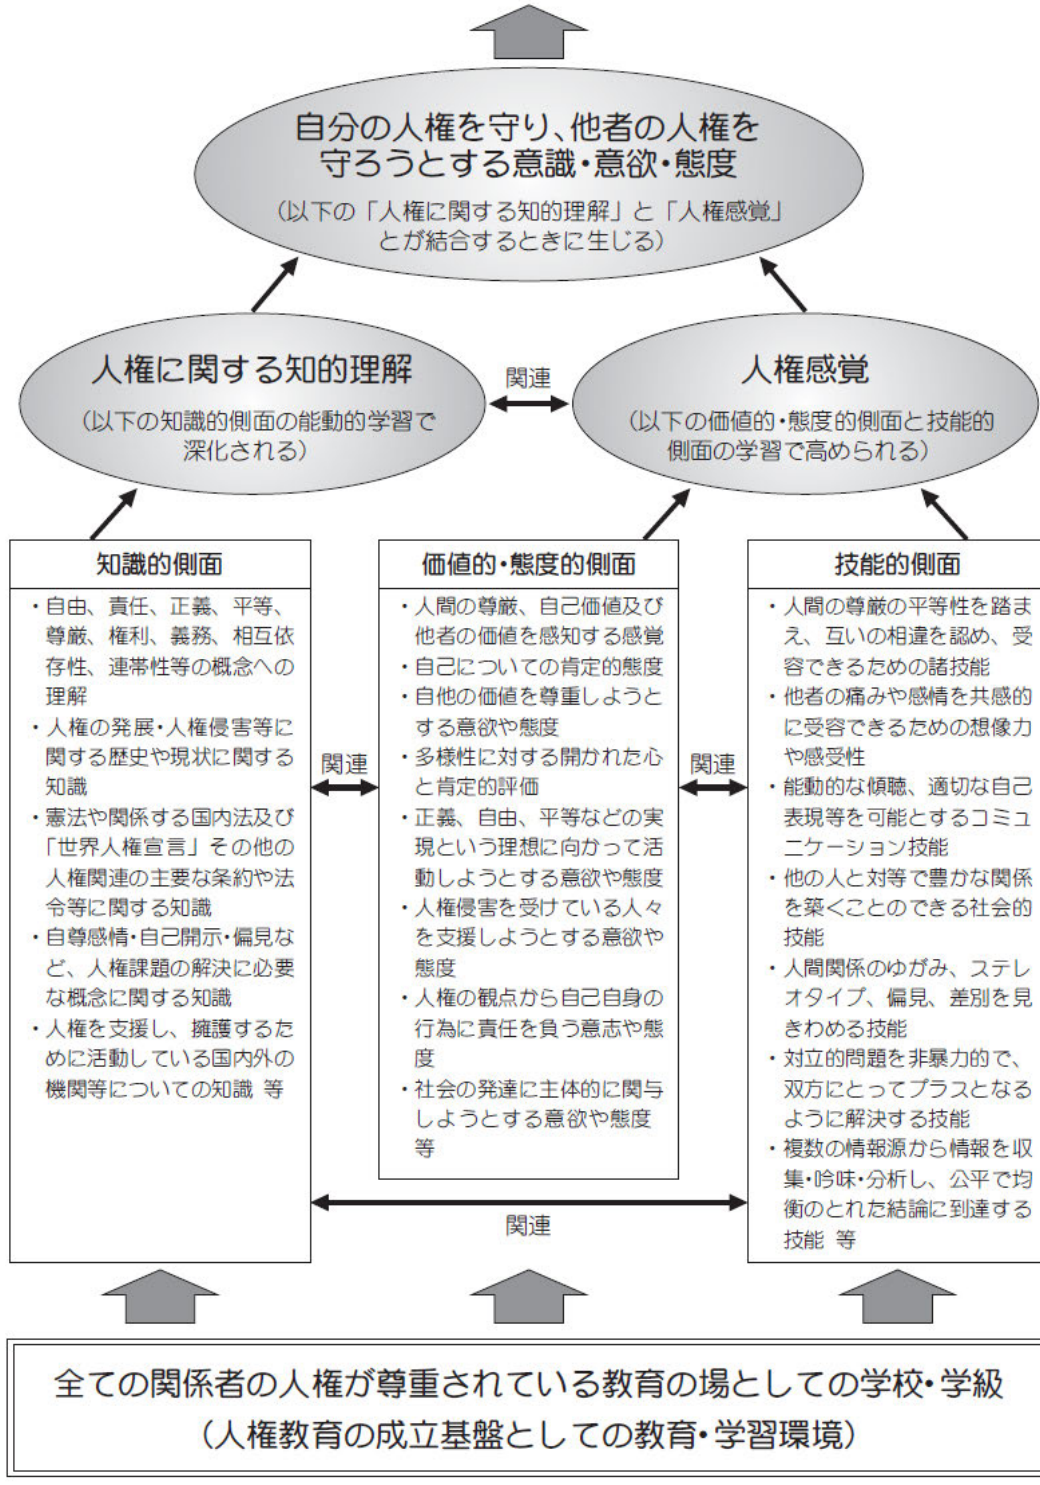 自分の人権を守り、他者の人権を
守ろうとする意識・意欲・態度
（以下の「人権に関する知的理解」と「人権感覚」
とが結合するときに生じる）
人権に関する知的理解
（以下の知識的側面の能動的学習で
深化される）
関連
人権感覚
（以下の価値的・態度的側面と技能的
側面の学習で高められる）
知識的側面
・自由、責任、正義、平等、
尊厳、権利、義務、相互依
存性、連帯性等の概念への
理解
・人権の発展・人権侵害等に
関する歴史や現状に関する
知識
・憲法や関係する国内法及び
「世界人権宣言」その他の
人権関連の主要な条約や法
令等に関する知識
・自尊感情・自己開示・偏見な
ど、人権課題の解決に必要
な概念に関する知識
・人権を支援し、擁護するた
めに活動している国内外の
機関等についての知識 等
関連
価値的・態度的側面
・人間の尊厳、自己価値及び
他者の価値を感知する感覚
・自己についての肯定的態度
・自他の価値を尊重しようと
する意欲や態度
・多様性に対する開かれた心
と肯定的評価
・正義、自由、平等などの実
現という理想に向かって活
動しようとする意欲や態度
・人権侵害を受けている人々
を支援しようとする意欲や
態度
・人権の観点から自己自身の
行為に責任を負う意志や態
度
・社会の発達に主体的に関与
しようとする意欲や態度
等
関連
技能的側面
・人間の尊厳の平等性を踏ま
え、互いの相違を認め、受
容できるための諸技能
・他者の痛みや感情を共感的
に受容できるための想像力
や感受性
・能動的な傾聴、適切な自己
表現等を可能とするコミュ
ニケーション技能
・他の人と対等で豊かな関係
を築くことのできる社会的
技能
・人間関係のゆがみ、ステレ
オタイプ、偏見、差別を見
きわめる技能
・対立的問題を非暴力的で、
双方にとってプラスとなる
ように解決する技能
・複数の情報源から情報を収
集・吟味・分析し、公平で均
衡のとれた結論に到達する
技能 等
関連
全ての関係者の人権が尊重されている教育の場としての学校・学級
（人権教育の成立基盤としての教育・学習環境）